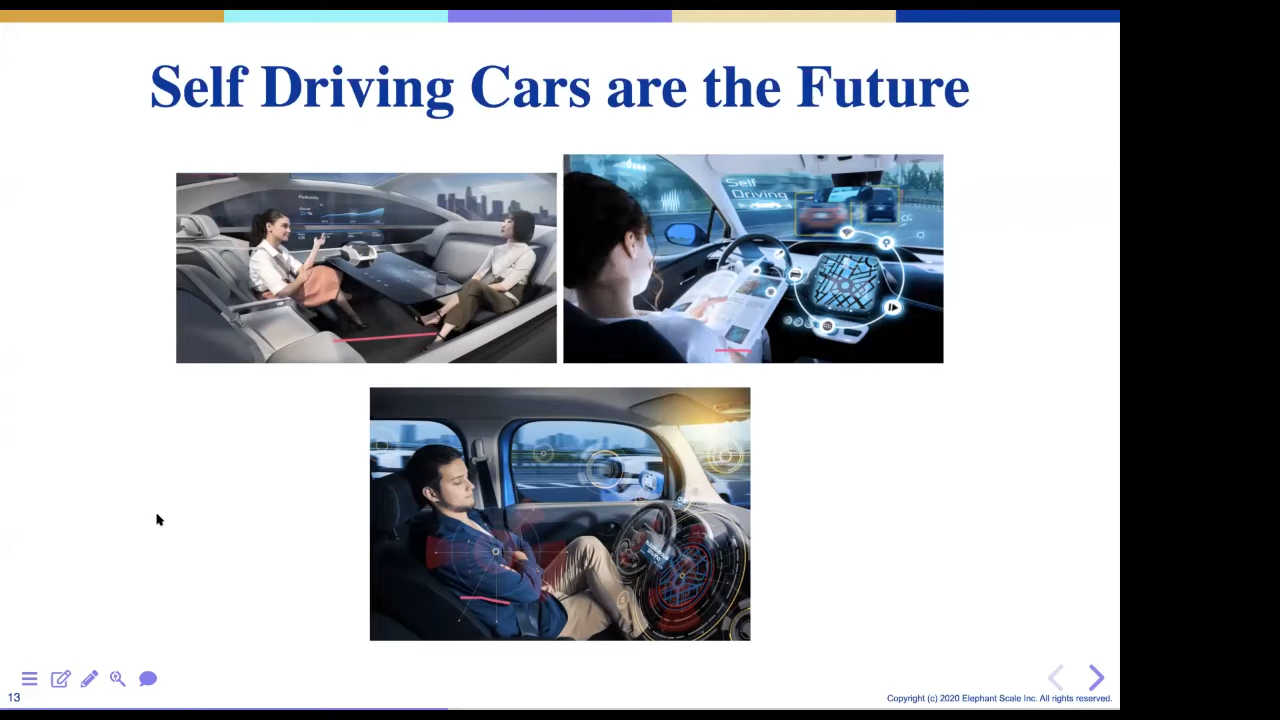 Self Driving Cars are the Future
Self
Driving
13
Copyright (c) 2020 Elephant Scale Inc. All rights reserved.